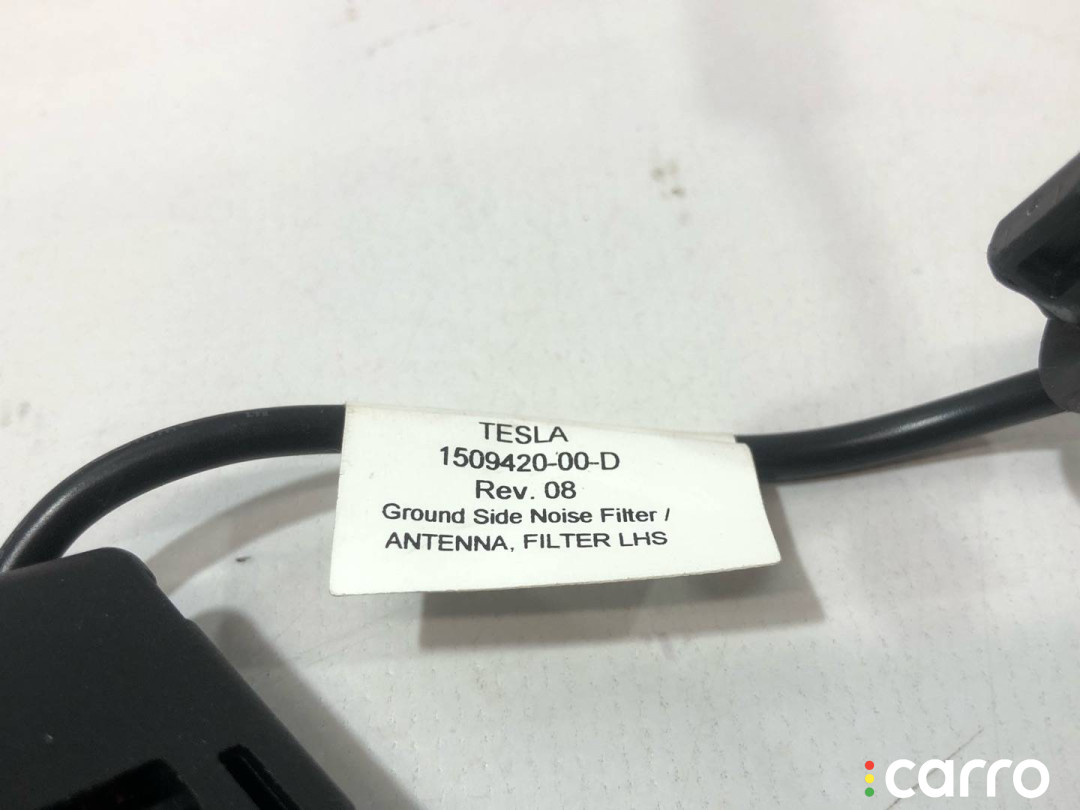 TESLA
1509420-00-D
Rev. 08
Ground Side Noise Filter /
ANTENNA, FILTER LHS
carro